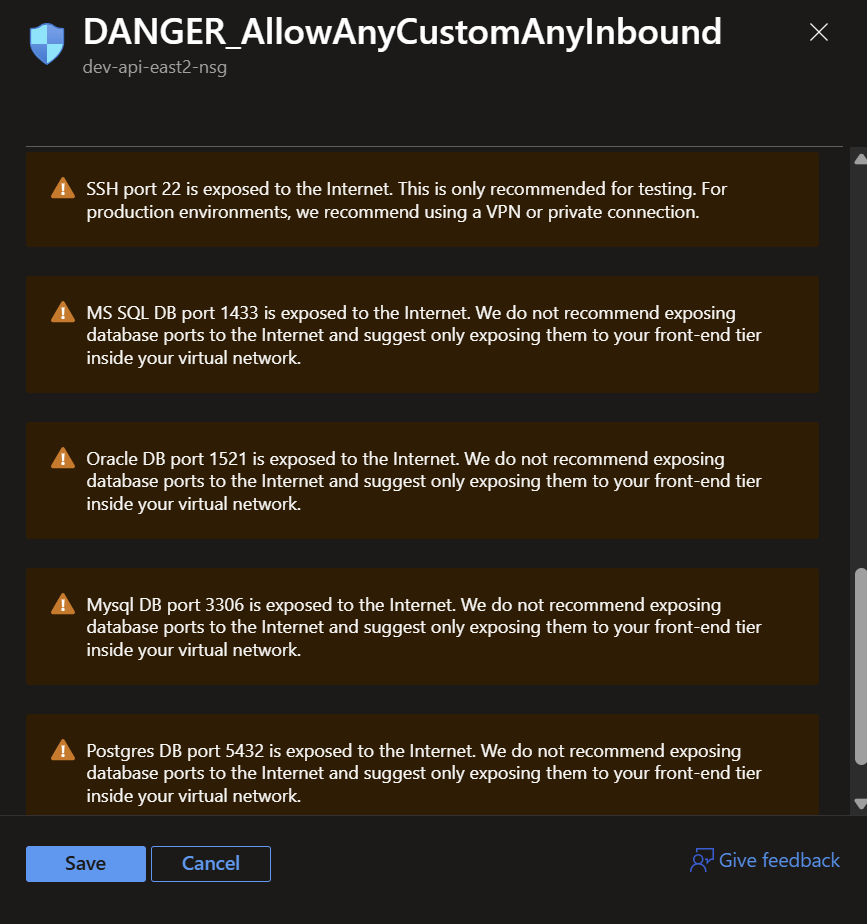 DANGER_AllowAnyCustomAnyInbound
dev-api-east2-nsg
SSH port 22 is exposed to the Internet. This is only recommended for testing. For
production environments, we recommend using a VPN or private connection.
MS SQL DB port 1433 is exposed to the Internet. We do not recommend exposing
database ports to the Internet and suggest only exposing them to your front-end tier
inside your virtual network.
Oracle DB port 1521 is exposed to the Internet. We do not recommend exposing
database ports to the Internet and suggest only exposing them to your front-end tier
inside your virtual network.
Mysql DB port 3306 is exposed to the Internet. We do not recommend exposing
database ports to the Internet and suggest only exposing them to your front-end tier
inside your virtual network.
Postgres DB port 5432 is exposed to the Internet. We do not recommend exposing
database ports to the Internet and suggest only exposing them to your front-end tier
inside your virtual network.
Save Cancel Give feedback